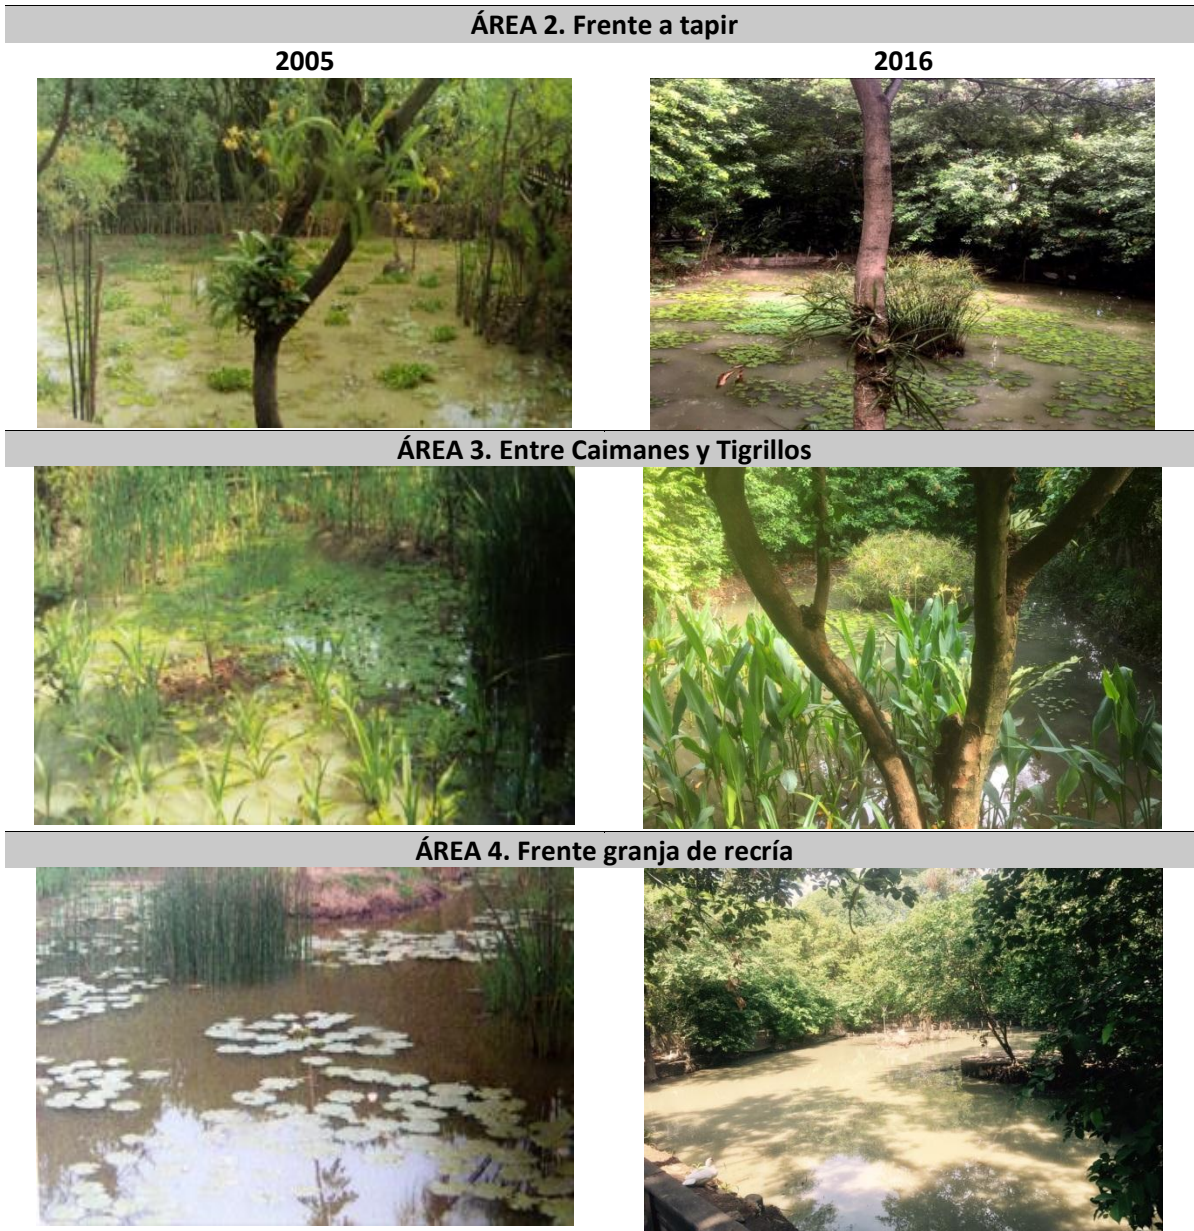 ÁREA 2. Frente a tapir
2005 2016
ÁREA 3. Entre Caimanes y Tigrillos
ÁREA 4. Frente granja de recría